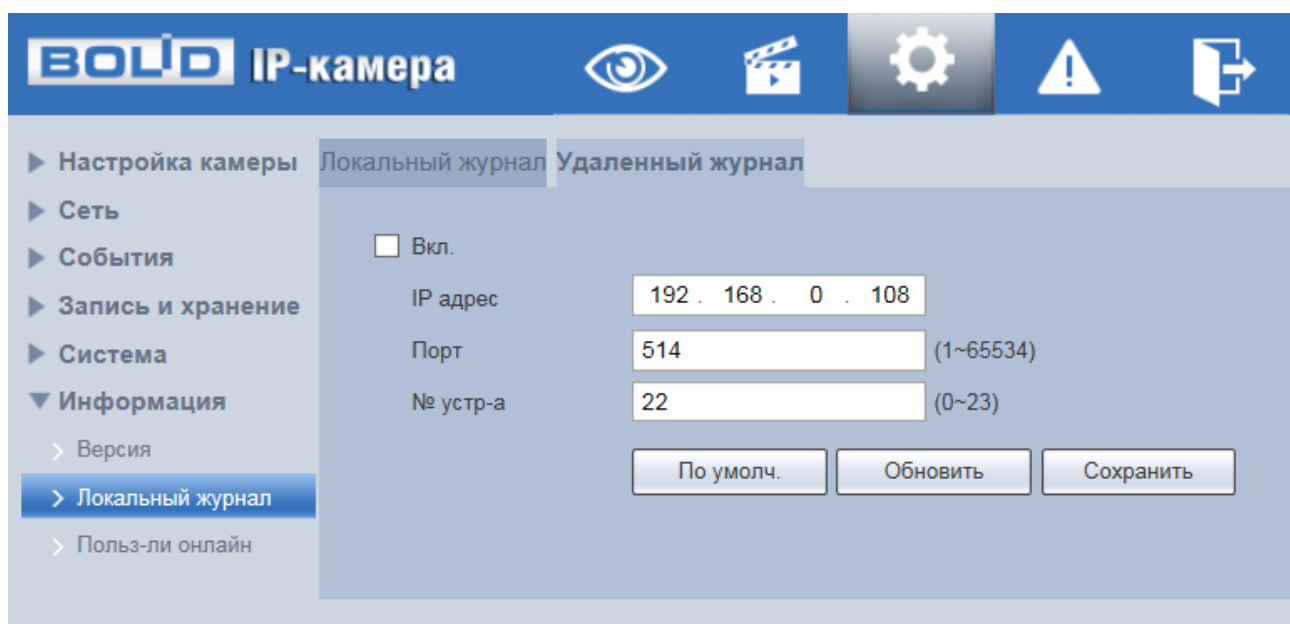 BOLID IP-камера
Настройка камеры
Сеть
События
Запись и хранение
Система
Информация
Версия
Локальный журнал
Польз-ли онлайн
Локальный журнал Удаленный журнал
Вкл.
IP адрес 192 . 168 . 0 . 108
Порт 514 (1~65534)
№ устр-а 22 (0~23)
По умолч. Обновить Сохранить